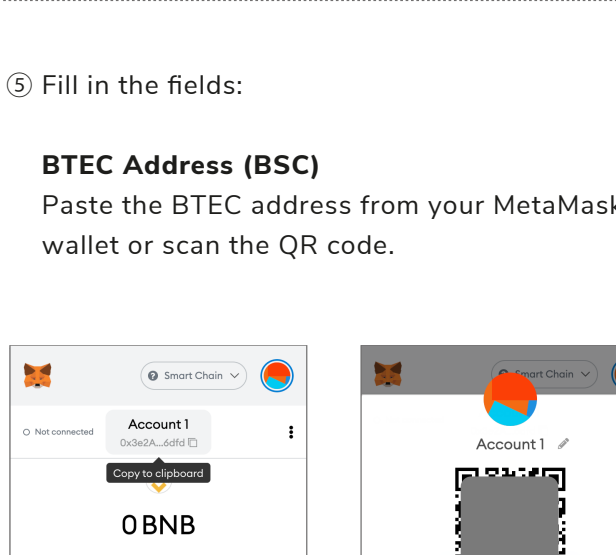 ⑤ Fill in the fields:
BTEC Address (BSC)
Paste the BTEC address from your MetaMask
wallet or scan the QR code.
Smart Chain
Not connected
Account 1
0x3e2A...6dfd
Copy to clipboard
0 BNB
Smart Chain
Account 1